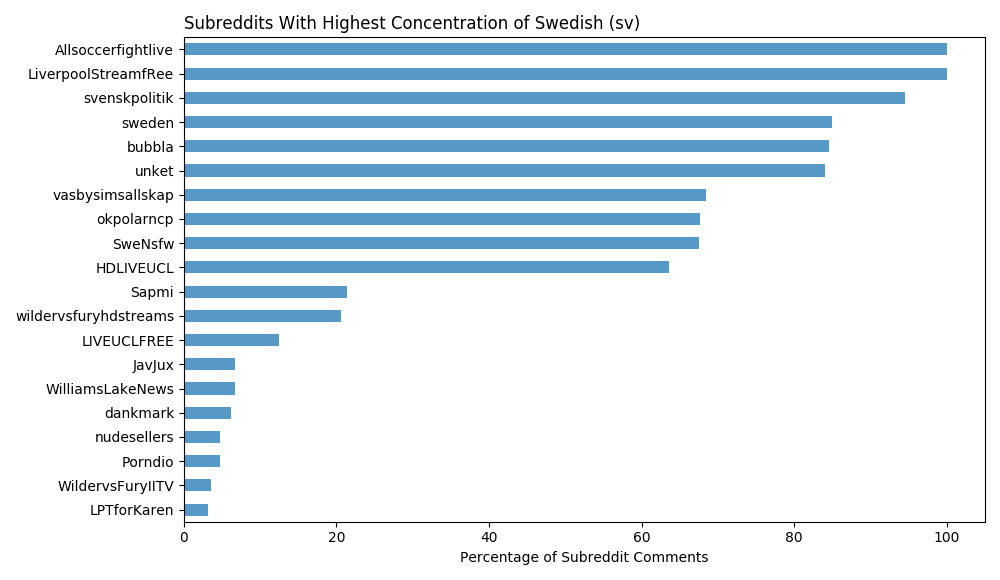 Subreddits With Highest Concentration of Swedish (sv)
Allsoccerfightlive
LiverpoolStreamfRee
svenskpolitik
sweden
bubbla
unket
vasbysimsallskap
okpolarncp
SweNsfw
HDLIVEUCL
Sapmi
wildervsfuryhdstreams
LIVEUCLFREE
JavJux
WilliamsLakeNews
dankmark
nudesellers
Porndio
WildervsFuryIITV
LPTforKaren
0 20 40 60 80 100
Percentage of Subreddit Comments